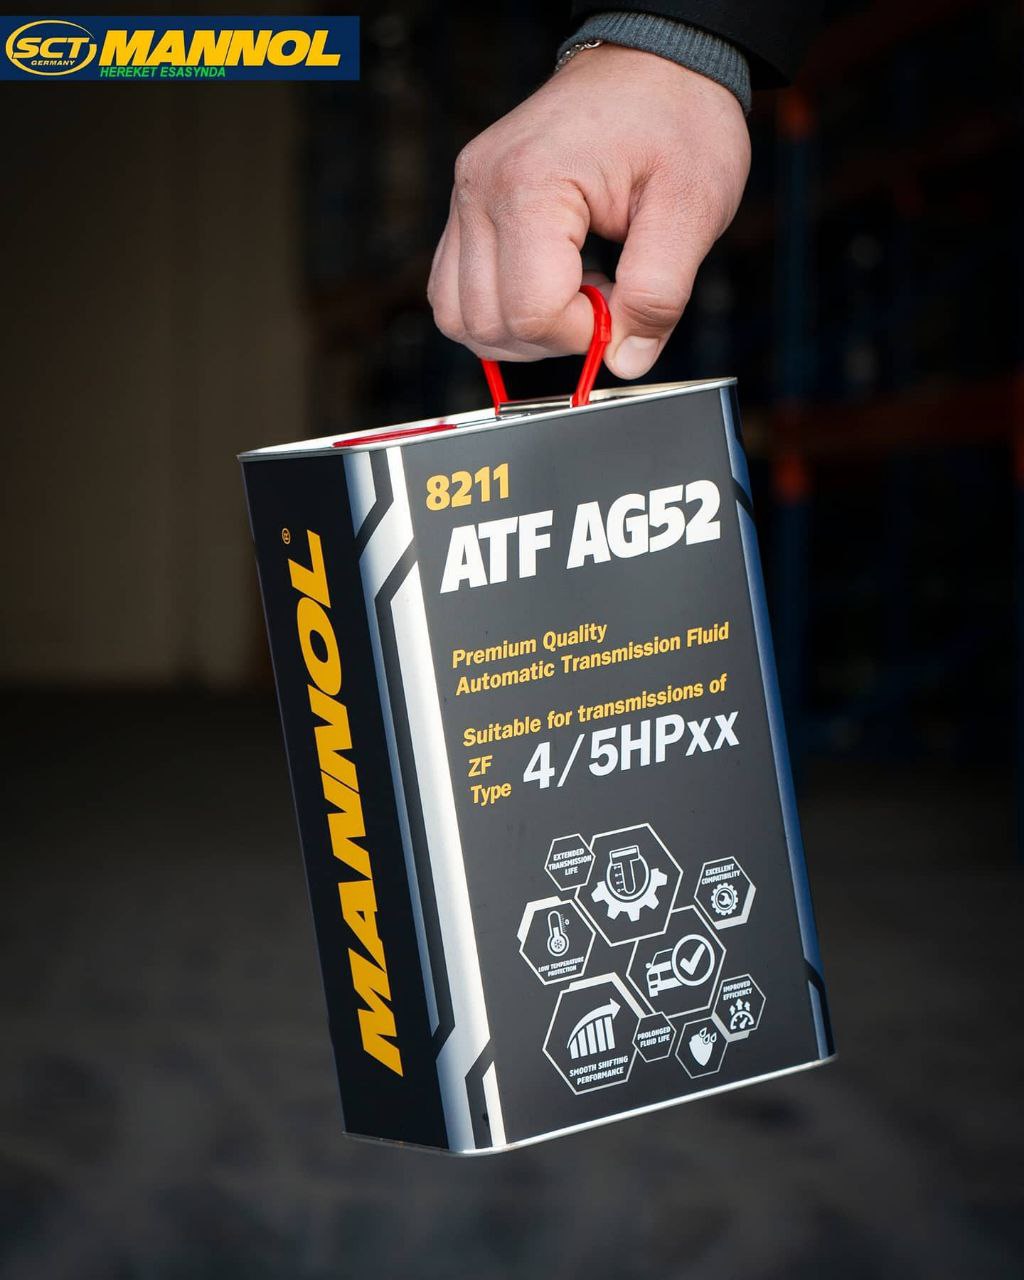 SCT
GERMANY
MANNOL
HEREKET ESASYNDA
MANNOL®
8211
ATF AG52
Premium Quality
Automatic Transmission Fluid
Suitable for transmissions of
ZF
Type
4/5HPxx
EXTENDED
TRANSMISSION
LIFE
EXCELLENT
COMPATIBILITY
LOW TEMPERATURE
PROTECTION
IMPROVED
EFFICIENCY
PROLONGED
FLUID LIFE
SMOOTH SHIFTING
PERFORMANCE